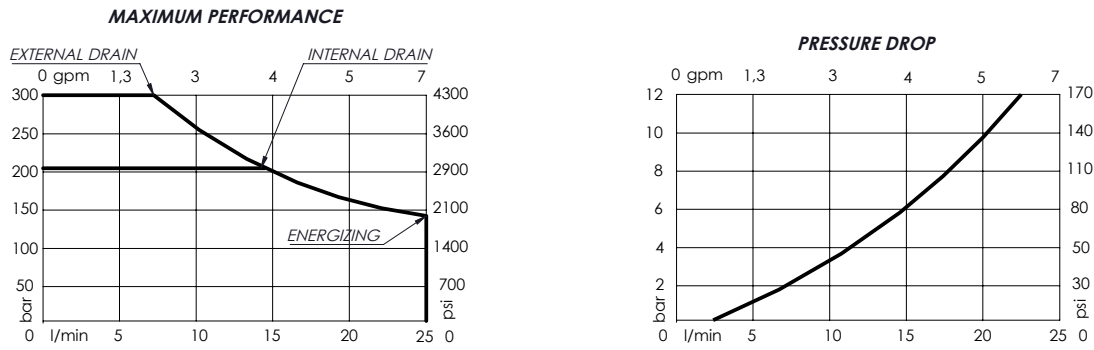 MAXIMUM PERFORMANCE
EXTERNAL DRAIN
INTERNAL DRAIN
0 gpm 1,3 3 4 5 7
300 4300
250 3600
200 2900
150 2100
ENERGIZING
100 1400
50 700
bar psi
0 l/min 5 10 15 20 25 0
PRESSURE DROP
0 gpm 1,3 3 4 5 7
12 170
10 140
8 110
6 80
4 50
2 30
bar psi
0 l/min 5 10 15 20 25 0